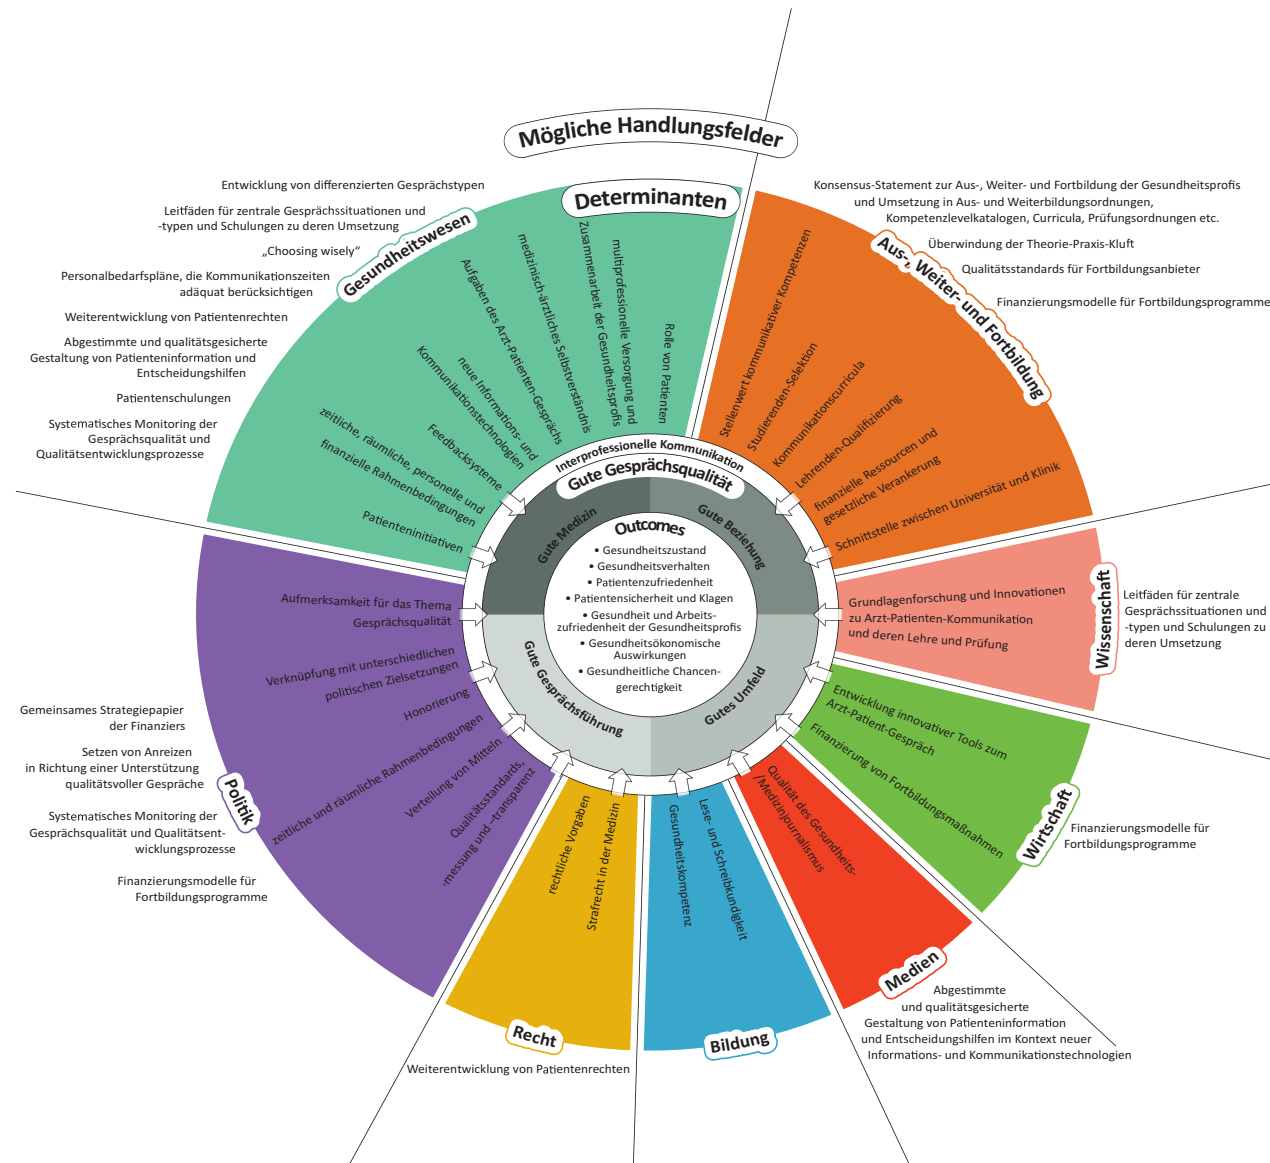 Mögliche Handlungsfelder
Determinanten
Gesundheitswesen
Entwicklung von differenzierten Gesprächstypen
Leitfäden für zentrale Gesprächssituationen und
-typen und Schulungen zu deren Umsetzung
„Choosing wisely“
Personalbedarfspläne, die Kommunikationszeiten
adäquat berücksichtigen
Weiterentwicklung von Patientenrechten
Abgestimmte und qualitätsgesicherte
Gestaltung von Patienteninformation und
Entscheidungshilfen
Patientenschulungen
Systematisches Monitoring der
Gesprächsqualität und
Qualitätsentwicklungsprozesse
Patienteninitiativen
zeitliche, räumliche, personelle und
finanzielle Rahmenbedingungen
Feedbacksysteme
neue Informations- und
Kommunikationstechnologien
Aufgaben des Arzt-Patienten-Gesprächs
medizinisch-ärztliches Selbstverständnis
multiprofessionelle Versorgung und
Zusammenarbeit der Gesundheitsprofis
Rolle von Patienten
Aus-, Weiter- und Fortbildung
Konsensus-Statement zur Aus-, Weiter- und Fortbildung der Gesundheitsprofis
und Umsetzung in Aus- und Weiterbildungsordnungen,
Kompetenzlevelkatalogen, Curricula, Prüfungsordnungen etc.
Überwindung der Theorie-Praxis-Kluft
Qualitätsstandards für Fortbildungsanbieter
Finanzierungsmodelle für Fortbildungsprogramme
Stellenwert kommunikativer Kompetenzen
Studierenden-Selektion
Kommunikationscurricula
Lehrenden-Qualifizierung
finanzielle Ressourcen und
gesetzliche Verankerung
Schnittstelle zwischen Universität und Klinik
Wissenschaft
Grundlagenforschung und Innovationen
zu Arzt-Patienten-Kommunikation
und deren Lehre und Prüfung
Leitfäden für zentrale
Gesprächssituationen und
-typen und Schulungen zu
deren Umsetzung
Wirtschaft
Entwicklung innovativer Tools zum
Arzt-Patient-Gespräch
Finanzierung von Fortbildungsmaßnahmen
Finanzierungsmodelle für
Fortbildungsprogramme
Medien
Qualität des Gesundheits-
/Medizinjournalismus
Abgestimmte
und qualitätsgesicherte
Gestaltung von Patienteninformation
und Entscheidungshilfen im Kontext neuer
Informations- und Kommunikationstechnologien
Bildung
Lese- und Schreibkundigkeit
Gesundheitskompetenz
Recht
rechtliche Vorgaben
Strafrecht in der Medizin
Weiterentwicklung von Patientenrechten
Politik
Aufmerksamkeit für das Thema
Gesprächsqualität
Verknüpfung mit unterschiedlichen
politischen Zielsetzungen
Honorierung
zeitliche und räumliche Rahmenbedingungen
Verteilung von Mitteln
Qualitätsstandards,
-messung und –transparenz
Gemeinsames Strategiepapier
der Finanziers
Setzen von Anreizen
in Richtung einer Unterstützung
qualitätsvoller Gespräche
Systematisches Monitoring der
Gesprächsqualität und Qualitätsent-
wicklungsprozesse
Finanzierungsmodelle für
Fortbildungsprogramme
Interprofessionelle Kommunikation
Gute Gesprächsqualität
Gute Medizin
Gute Beziehung
Gute Gesprächsführung
Gutes Umfeld
Outcomes
• Gesundheitszustand
• Gesundheitsverhalten
• Patientenzufriedenheit
• Patientensicherheit und Klagen
• Gesundheit und Arbeits-
zufriedenheit der Gesundheitsprofis
• Gesundheitsökonomische
Auswirkungen
• Gesundheitliche Chancen-
gerechtigkeit